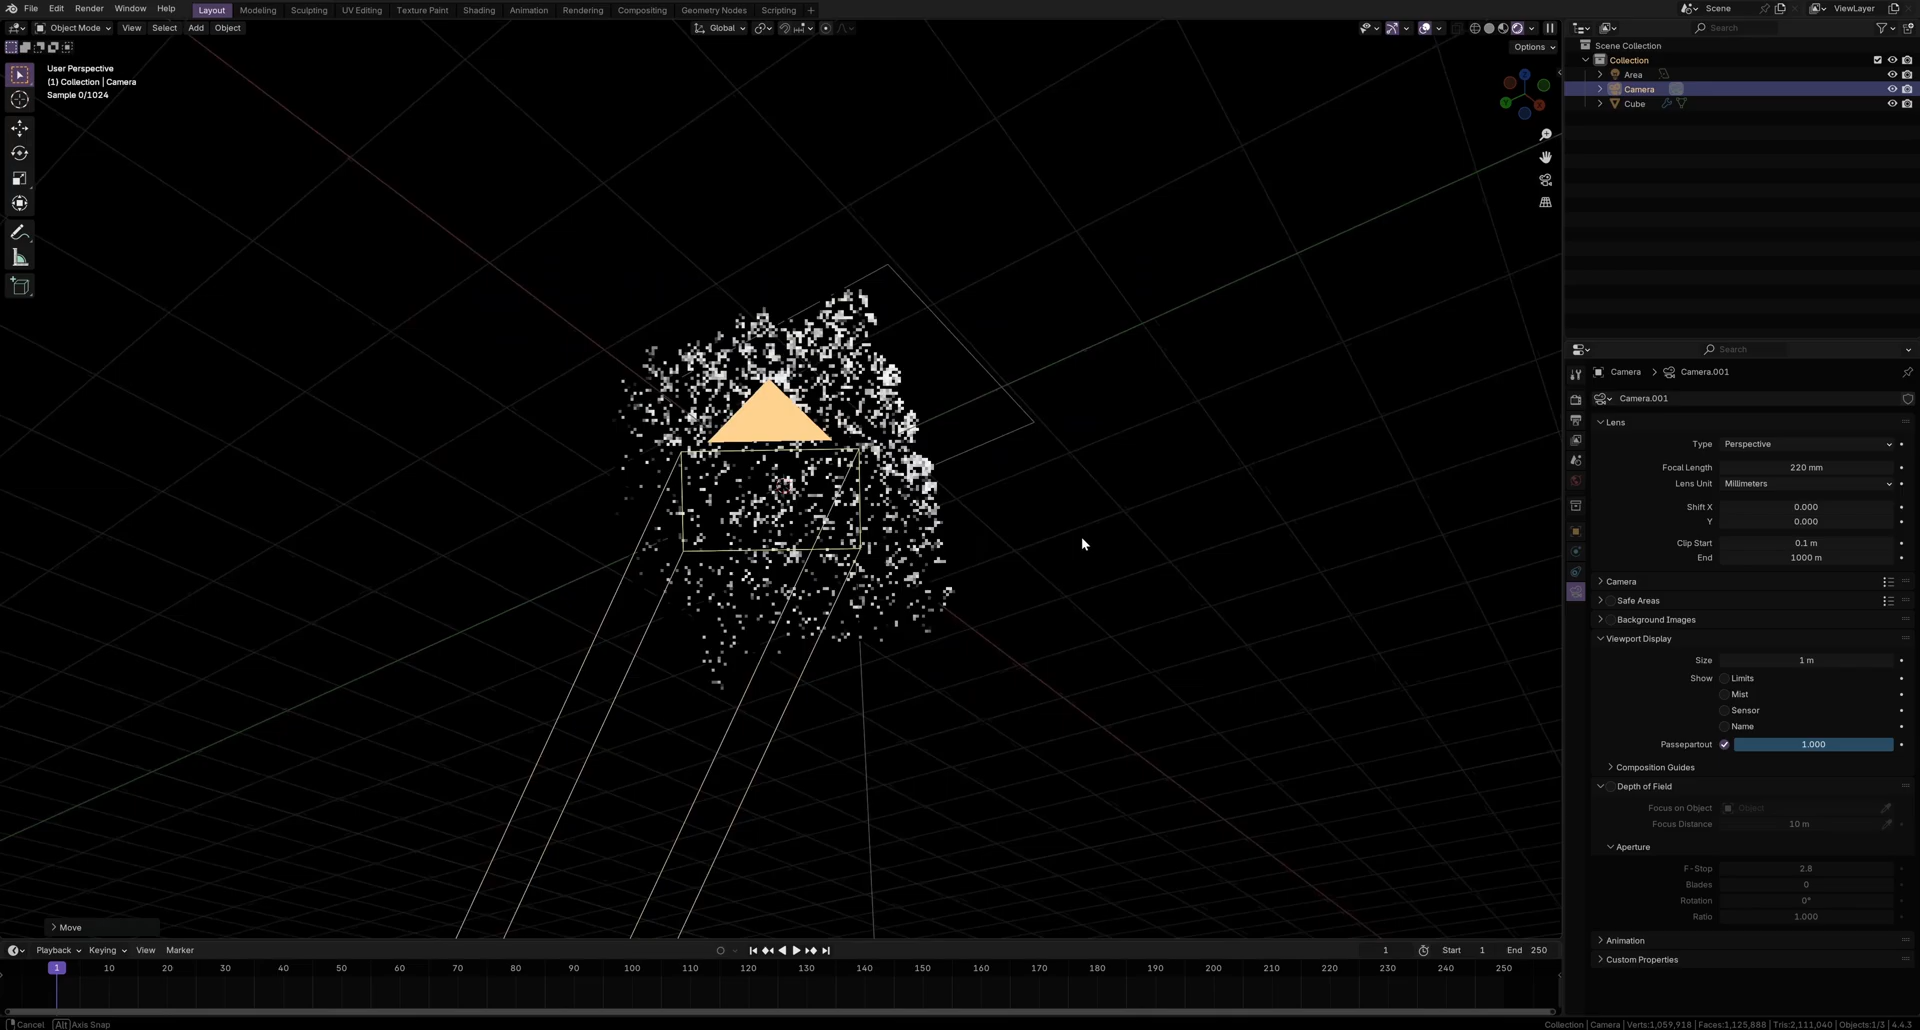 File Edit Render Window Help Layout Modeling Sculpting UV Editing Texture Paint Shading Animation Rendering Compositing Geometry Nodes Scripting + Scene ViewLayer
Object Mode View Select Add Object Global Search
Options
User Perspective
(1) Collection | Camera
Sample 0/1024
Scene Collection
Collection
Area
Camera
Cube
Z
Y
X
Search
Camera > Camera.001
Camera.001
Lens
Type Perspective
Focal Length 220 mm
Lens Unit Millimeters
Shift X 0.000
Y 0.000
Clip Start 0.1 m
End 1000 m
Camera
Safe Areas
Background Images
Viewport Display
Size 1 m
Show Limits
Mist
Sensor
Name
Passepartout 1.000
Composition Guides
Depth of Field
Focus on Object Object
Focus Distance 10 m
Aperture
F-Stop 2.8
Blades 0
Rotation 0°
Ratio 1.000
Animation
Custom Properties
Move
Playback Keying View Marker 1 Start 1 End 250
1 10 20 30 40 50 60 70 80 90 100 110 120 130 140 150 160 170 180 190 200 210 220 230 240 250
Cancel Alt Axis Snap Collection | Camera | Verts:1,059,918 | Faces:1,125,888 | Tris:2,111,040 | Objects:1/3 | 4.4.3